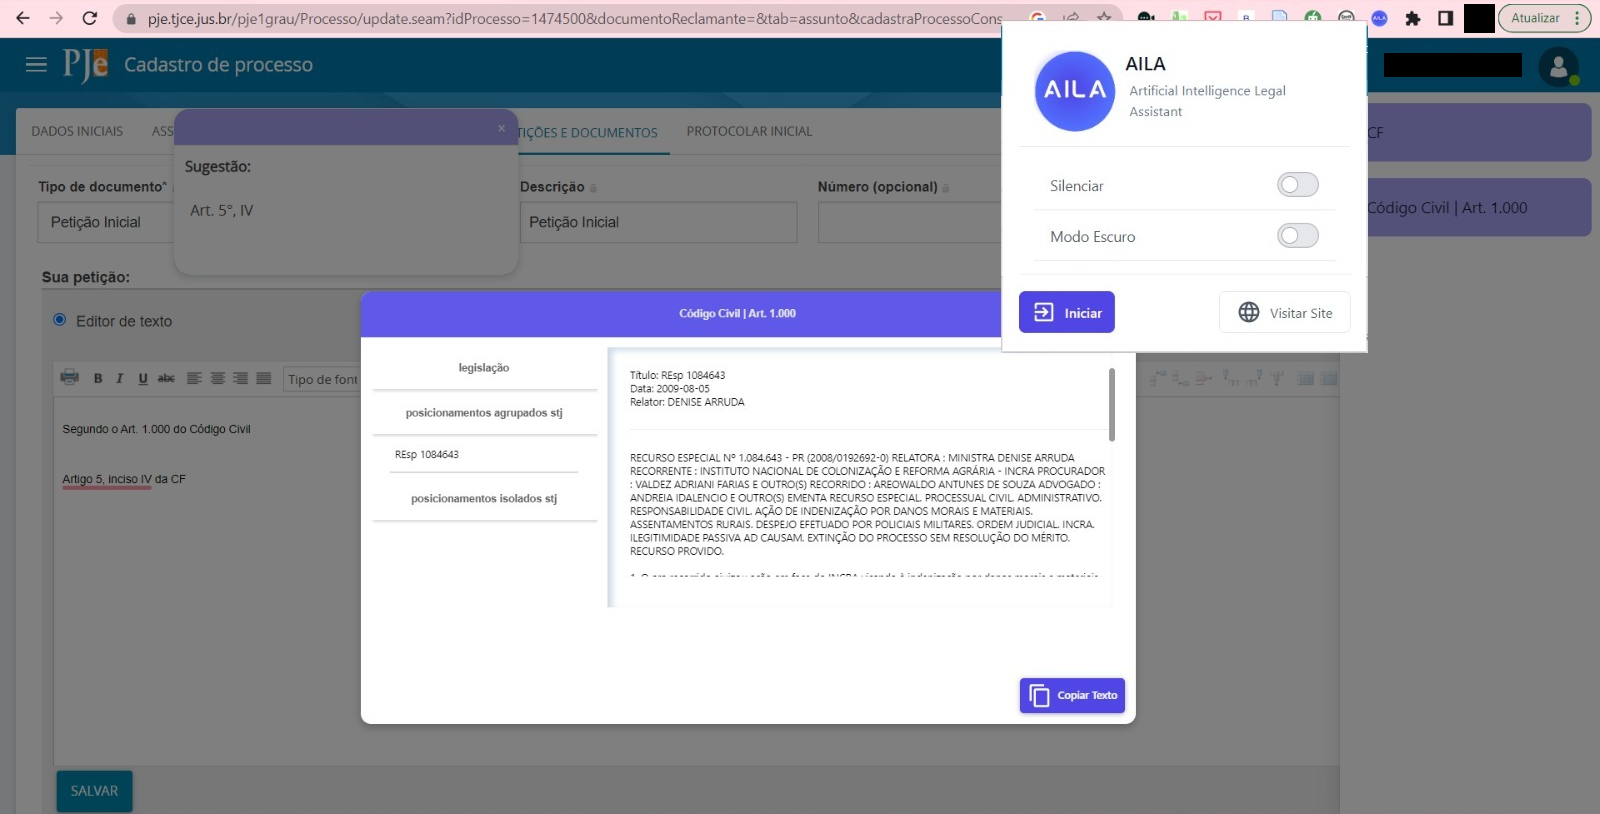 pje.tjce.jus.br/pje1grau/Processo/update.seam?idProcesso=1474500&documentoReclamante=&tab=assunto&cadastraProcessoCons
Atualizar
PJe
Cadastro de processo
AILA
AILA
Artificial Intelligence Legal
Assistant
Silenciar
Modo Escuro
Iniciar
Visitar Site
CF
Código Civil | Art. 1.000
DADOS INICIAIS
ASS
TIÇÕES E DOCUMENTOS
PROTOCOLAR INICIAL
x
Sugestão:
Art. 5°, IV
Tipo de documento*
Descrição
Número (opcional)
Petição Inicial
Petição Inicial
Sua petição:
Editor de texto
B I U abc
Tipo de font
Segundo o Art. 1.000 do Código Civil
Artigo 5, inciso IV da CF
SALVAR
Código Civil | Art. 1.000
legislação
posicionamentos agrupados stj
REsp 1084643
posicionamentos isolados stj
Título: REsp 1084643
Data: 2009-08-05
Relator: DENISE ARRUDA
RECURSO ESPECIAL Nº 1.084.643 - PR (2008/0192692-0) RELATORA : MINISTRA DENISE ARRUDA
RECORRENTE : INSTITUTO NACIONAL DE COLONIZAÇÃO E REFORMA AGRÁRIA - INCRA PROCURADOR
: VALDEZ ADRIANI FARIAS E OUTRO(S) RECORRIDO : AREOWALDO ANTUNES DE SOUZA ADVOGADO :
ANDREIA IDALENCIO E OUTRO(S) EMENTA RECURSO ESPECIAL. PROCESSUAL CIVIL. ADMINISTRATIVO.
RESPONSABILIDADE CIVIL. AÇÃO DE INDENIZAÇÃO POR DANOS MORAIS E MATERIAIS.
ASSENTAMENTOS RURAIS. DESPEJO EFETUADO POR POLICIAIS MILITARES. ORDEM JUDICIAL. INCRA.
ILEGITIMIDADE PASSIVA AD CAUSAM. EXTINÇÃO DO PROCESSO SEM RESOLUÇÃO DO MÉRITO.
RECURSO PROVIDO.
Copiar Texto